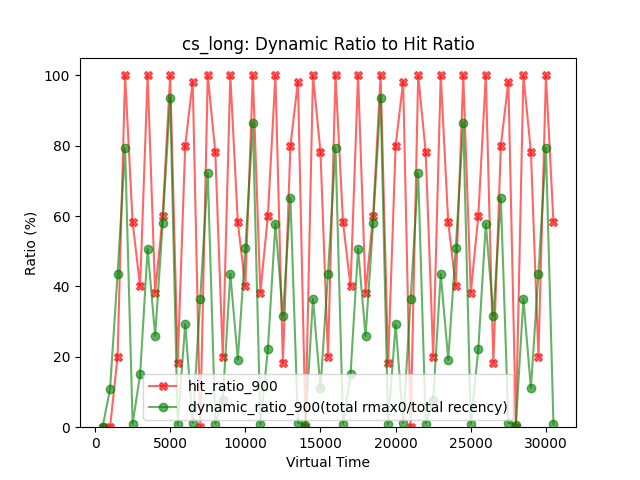 cs_long: Dynamic Ratio to Hit Ratio
Ratio (%)
100
80
60
40
20
0
hit_ratio_900
dynamic_ratio_900(total rmax0/total recency)
0 5000 10000 15000 20000 25000 30000
Virtual Time